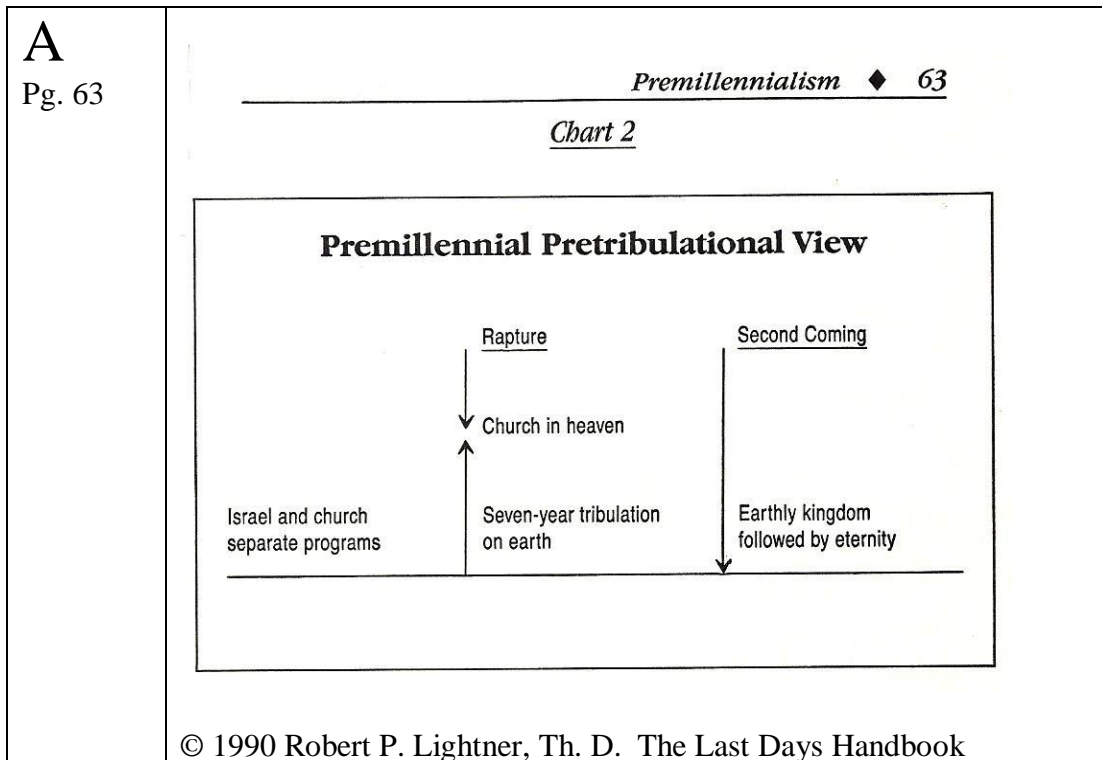 A
Pg. 63
Premillennialism ♦ 63
Chart 2
Premillennial Pretribulational View
Rapture
Second Coming
Church in heaven
Israel and church
separate programs
Seven-year tribulation
on earth
Earthly kingdom
followed by eternity
© 1990 Robert P. Lightner, Th. D. The Last Days Handbook